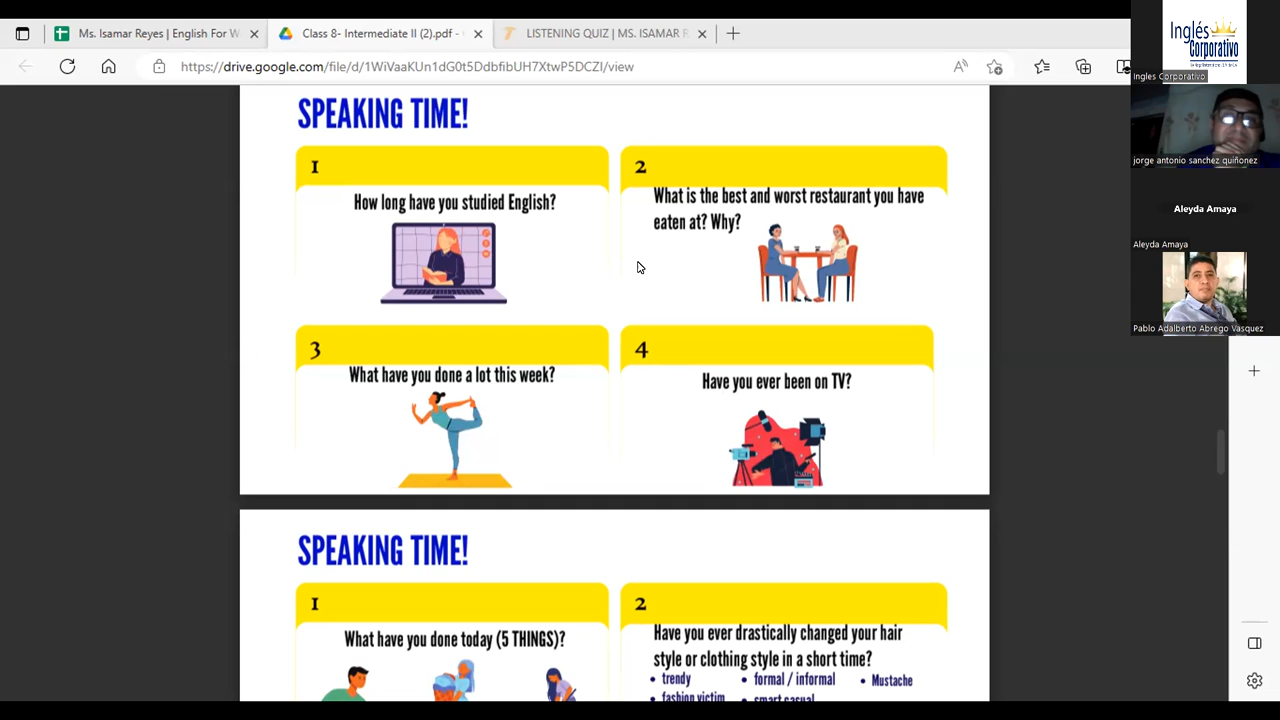 Ms. Isamar Reyes | English For W
Class 8- Intermediate II (2).pdf -
LISTENING QUIZ | MS. ISAMAR R
https://drive.google.com/file/d/1WiVaaKUn1dG0t5DdbfibUH7XtwP5DCZI/view
SPEAKING TIME!
1
How long have you studied English?
2
What is the best and worst restaurant you have
eaten at? Why?
3
What have you done a lot this week?
4
Have you ever been on TV?
SPEAKING TIME!
1
What have you done today (5 THINGS)?
2
Have you ever drastically changed your hair
style or clothing style in a short time?
• trendy
• formal / informal
• Mustache
• fashion victim
• smart casual
Inglés
Corporativo
Ingles Corporativo
jorge antonio sanchez quiñonez
Aleyda Amaya
Aleyda Amaya
Pablo Adalberto Abrego Vasquez